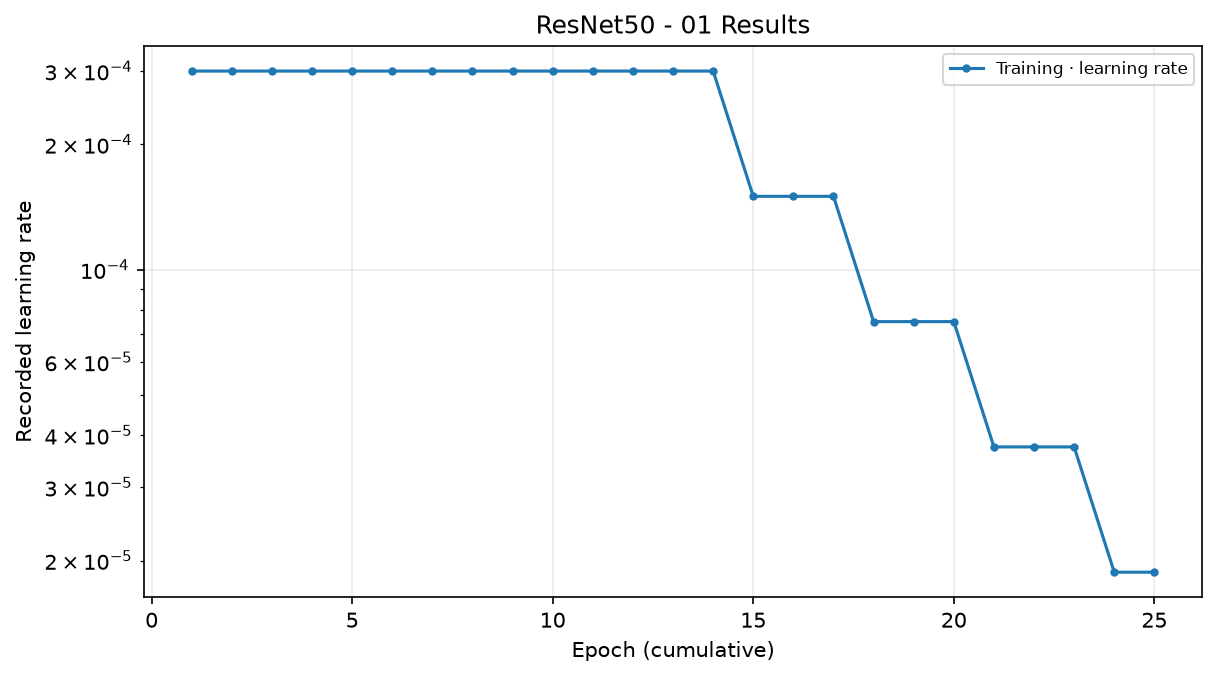 ResNet50 - 01 Results
Training · learning rate
Recorded learning rate
3 × 10⁻⁴
2 × 10⁻⁴
10⁻⁴
6 × 10⁻⁵
4 × 10⁻⁵
3 × 10⁻⁵
2 × 10⁻⁵
0 5 10 15 20 25
Epoch (cumulative)